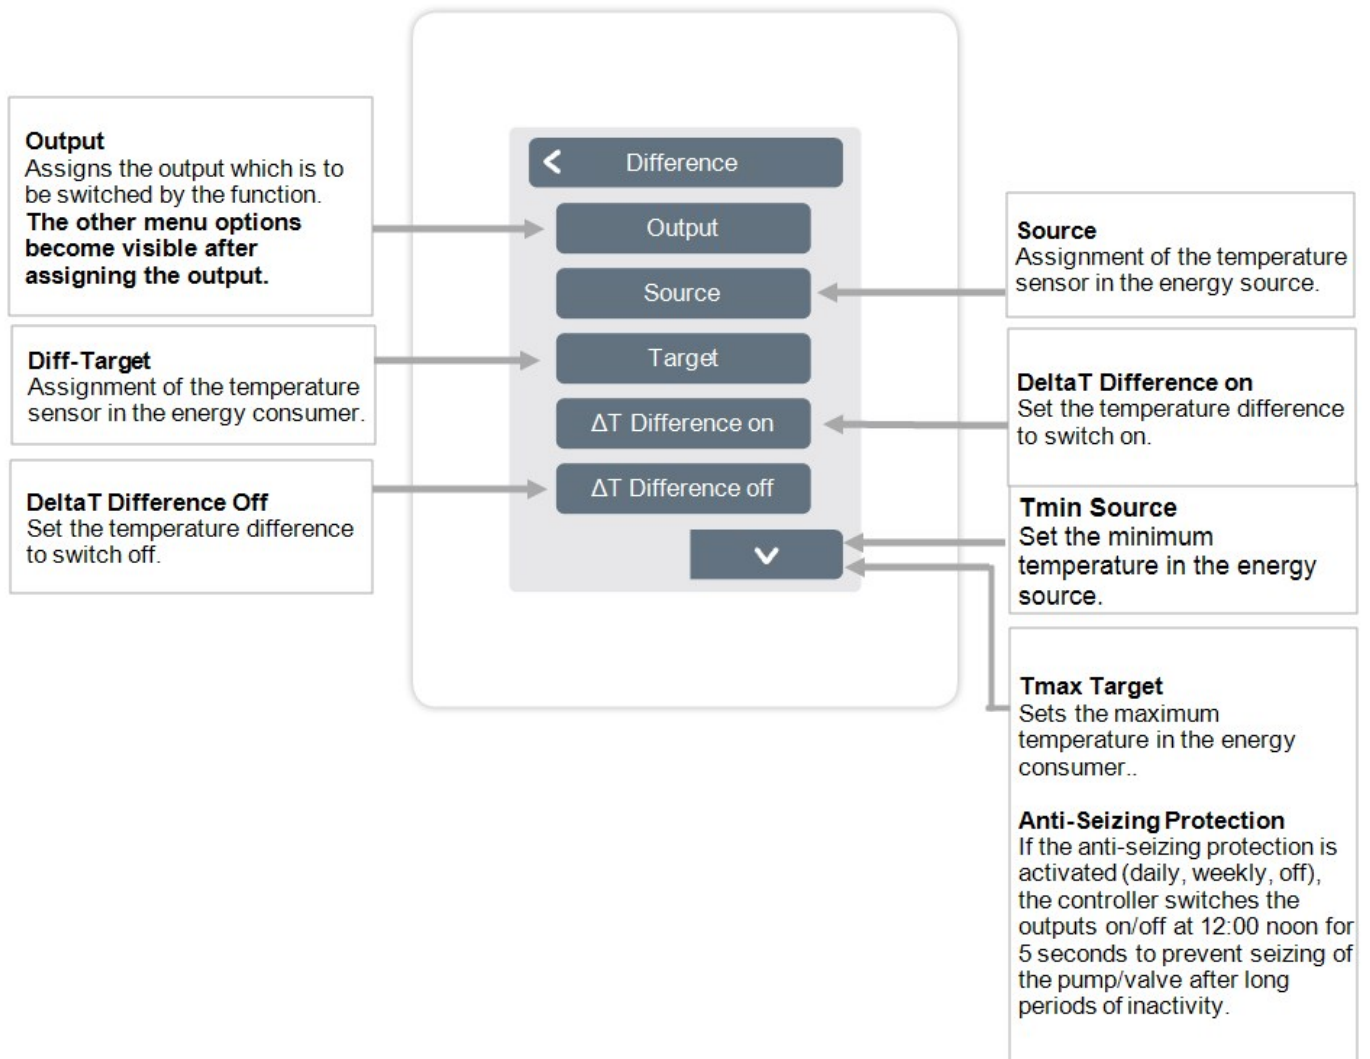 Output
Assigns the output which is to
be switched by the function.
The other menu options
become visible after
assigning the output.
Diff-Target
Assignment of the temperature
sensor in the energy consumer.
DeltaT Difference Off
Set the temperature difference
to switch off.
Difference
Output
Source
Target
ΔT Difference on
ΔT Difference off
Source
Assignment of the temperature
sensor in the energy source.
DeltaT Difference on
Set the temperature difference
to switch on.
Tmin Source
Set the minimum
temperature in the energy
source.
Tmax Target
Sets the maximum
temperature in the energy
consumer..
Anti-Seizing Protection
If the anti-seizing protection is
activated (daily, weekly, off),
the controller switches the
outputs on/off at 12:00 noon for
5 seconds to prevent seizing of
the pump/valve after long
periods of inactivity.